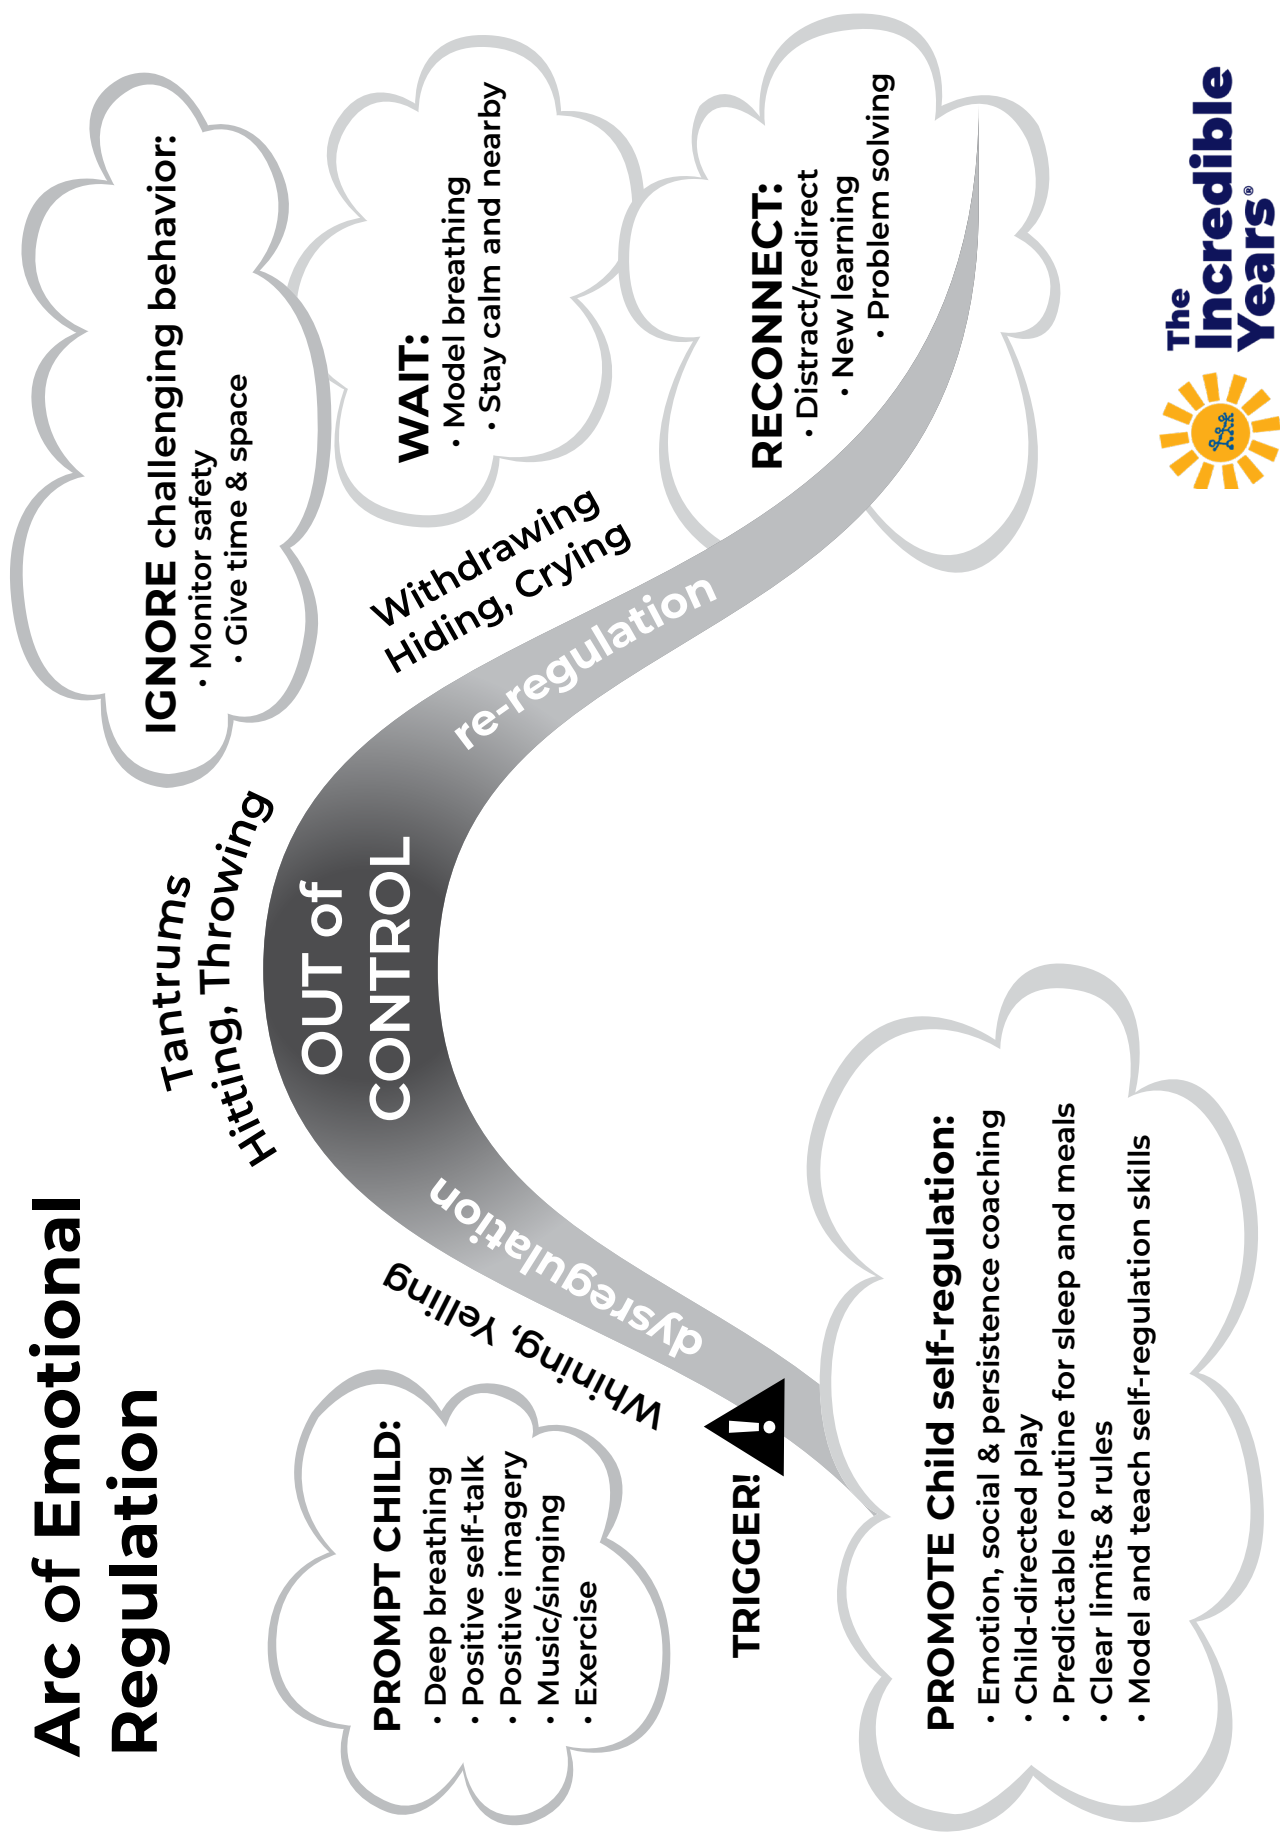 Arc of Emotional
Regulation
PROMPT CHILD:
• Deep breathing
• Positive self-talk
• Positive imagery
• Music/singing
• Exercise
TRIGGER!
!
Whining, Yelling
dysregulation
Tantrums
Hitting, Throwing
OUT of
CONTROL
IGNORE challenging behavior:
• Monitor safety
• Give time & space
Withdrawing
Hiding, Crying
re-regulation
WAIT:
• Model breathing
• Stay calm and nearby
RECONNECT:
• Distract/redirect
• New learning
• Problem solving
PROMOTE Child self-regulation:
• Emotion, social & persistence coaching
• Child-directed play
• Predictable routine for sleep and meals
• Clear limits & rules
• Model and teach self-regulation skills
The
Incredible
Years®